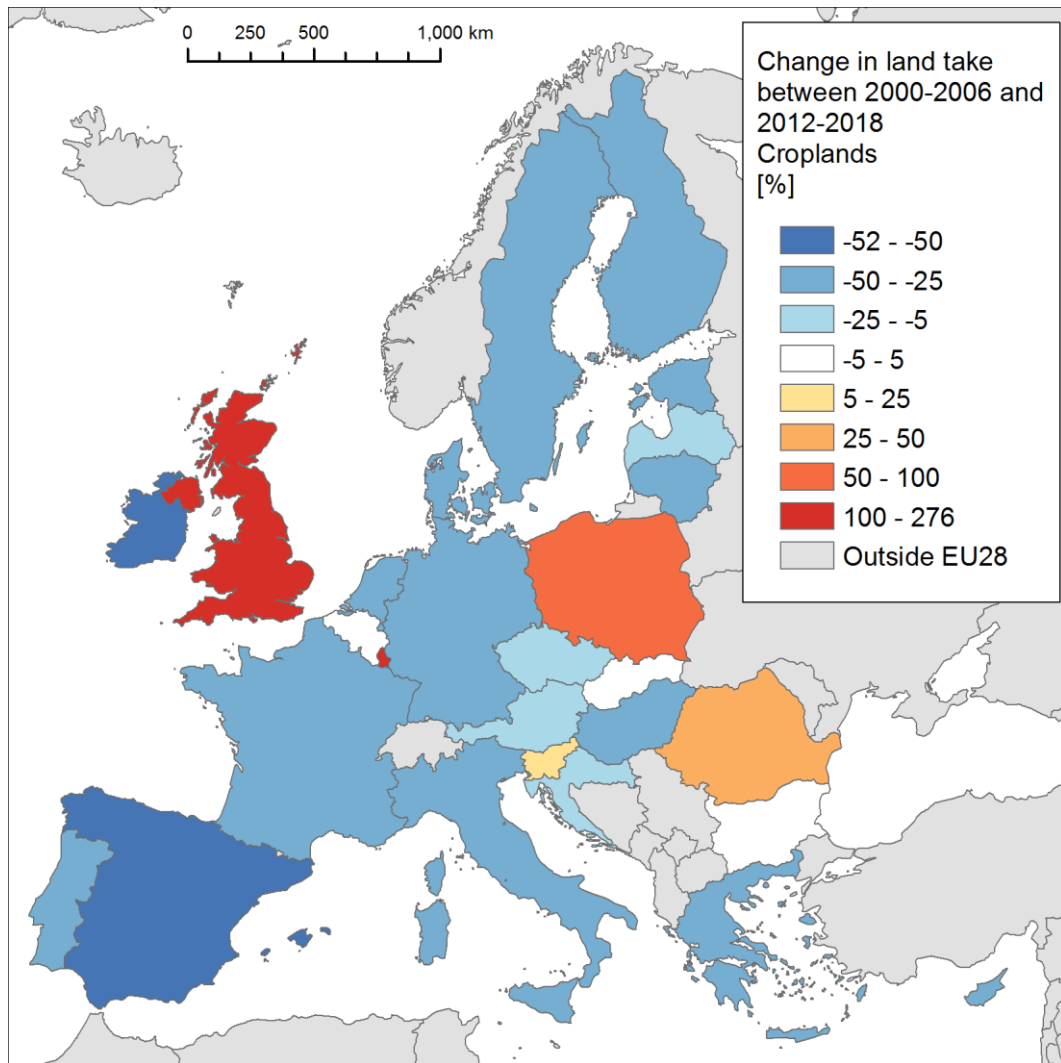 0 250 500 1,000 km
Change in land take
between 2000-2006 and
2012-2018
Croplands
[%]
-52 - -50
-50 - -25
-25 - -5
-5 - 5
5 - 25
25 - 50
50 - 100
100 - 276
Outside EU28